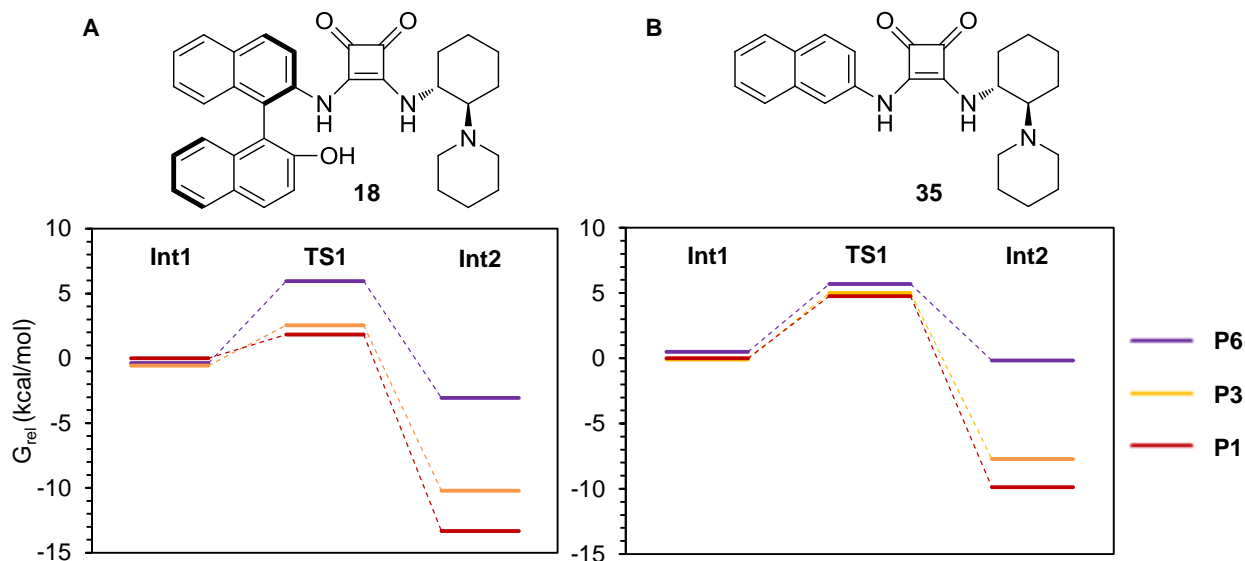 A
B
O O
N H
N H
N
OH
18
O O
N H
N H
N
35
10
5
0
-5
-10
-15
G_rel (kcal/mol)
Int1
TS1
Int2
10
5
0
-5
-10
-15
Int1
TS1
Int2
P6
P3
P1